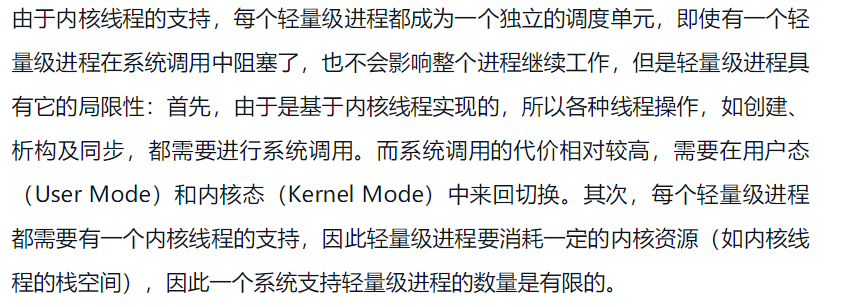 由于内核线程的支持，每个轻量级进程都成为一个独立的调度单元，即使有一个轻
量级进程在系统调用中阻塞了，也不会影响整个进程继续工作，但是轻量级进程具
有它的局限性：首先，由于是基于内核线程实现的，所以各种线程操作，如创建、
析构及同步，都需要进行系统调用。而系统调用的代价相对较高，需要在用户态
（User Mode）和内核态（Kernel Mode）中来回切换。其次，每个轻量级进程
都需要有一个内核线程的支持，因此轻量级进程要消耗一定的内核资源（如内核线
程的栈空间），因此一个系统支持轻量级进程的数量是有限的。